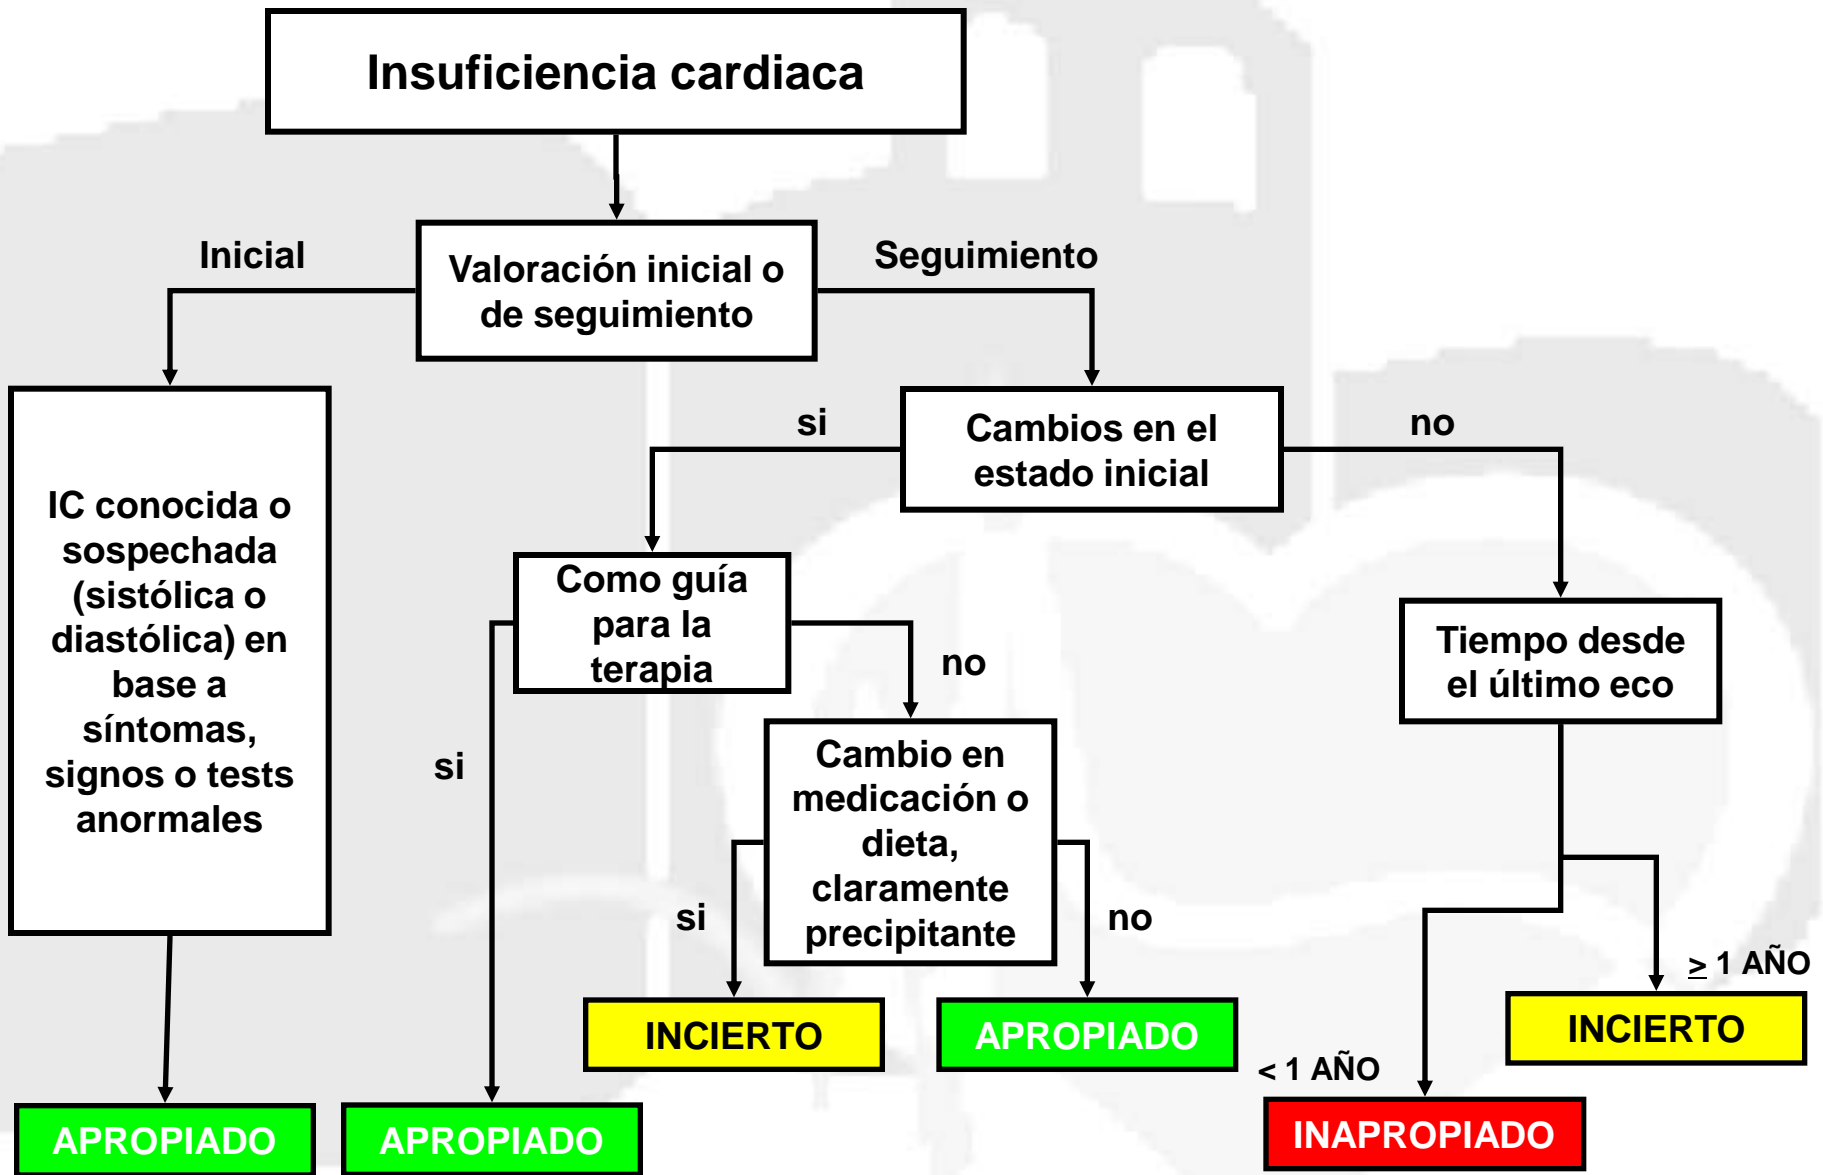 Insuficiencia cardiaca
Inicial
Valoración inicial o
de seguimiento
Seguimiento
IC conocida o
sospechada
(sistólica o
diastólica) en
base a
síntomas,
signos o tests
anormales
si
Cambios en el
estado inicial
no
Como guía
para la
terapia
si
no
Cambio en
medicación o
dieta,
claramente
precipitante
si
no
Tiempo desde
el último eco
≥ 1 AÑO
< 1 AÑO
INCIERTO
APROPIADO
INCIERTO
APROPIADO
APROPIADO
INAPROPIADO